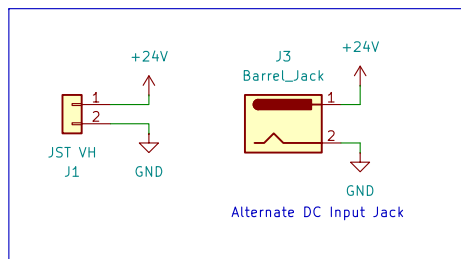 +24V
1
2
JST VH
J1
GND
J3
Barrel_Jack
+24V
1
2
GND
Alternate DC Input Jack